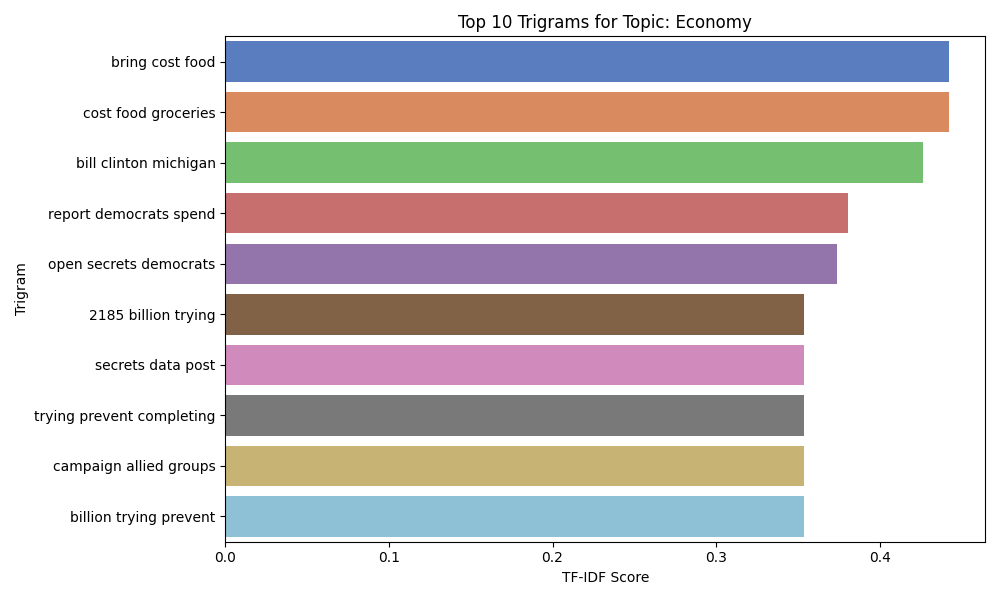 Top 10 Trigrams for Topic: Economy
bring cost food
cost food groceries
bill clinton michigan
report democrats spend
open secrets democrats
2185 billion trying
secrets data post
trying prevent completing
campaign allied groups
billion trying prevent
Trigram
0.0 0.1 0.2 0.3 0.4
TF-IDF Score